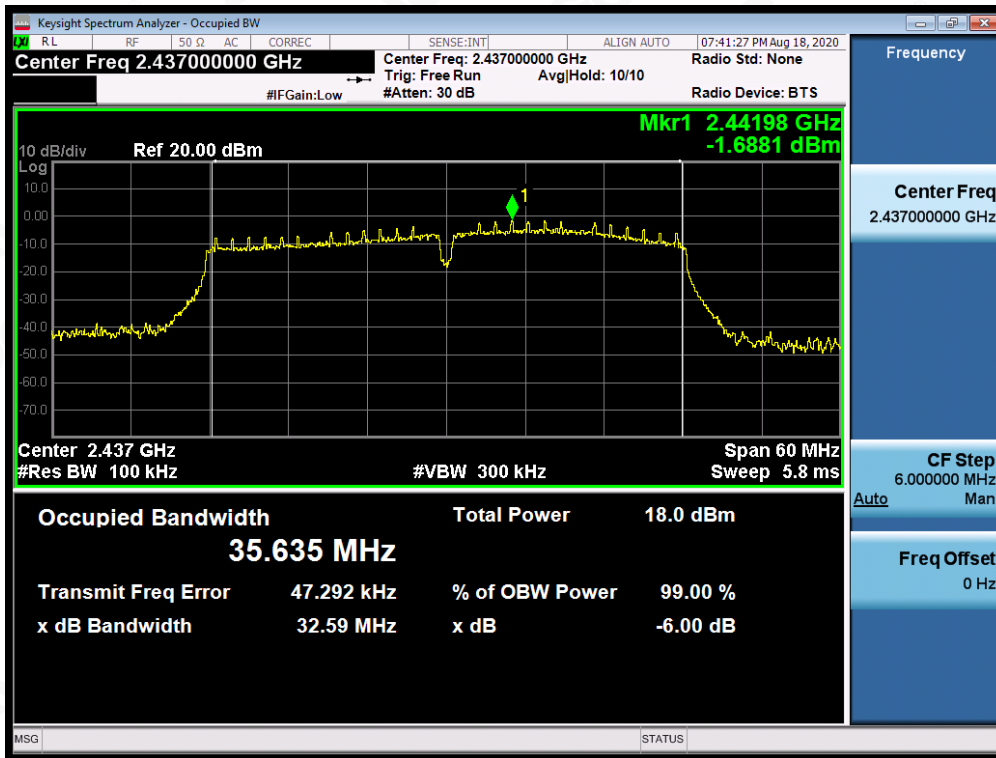 Keysight Spectrum Analyzer - Occupied BW
LXI RL RF 50 Ω AC CORREC SENSE:INT ALIGN AUTO 07:41:27 PM Aug 18, 2020
Center Freq 2.437000000 GHz
Center Freq: 2.437000000 GHz Radio Std: None
Trig: Free Run Avg|Hold: 10/10
#IFGain:Low #Atten: 30 dB Radio Device: BTS
Mkr1 2.44198 GHz
-1.6881 dBm
10 dB/div Ref 20.00 dBm
Log
10.0
0.00
-10.0
-20.0
-30.0
-40.0
-50.0
-60.0
-70.0
1
Center 2.437 GHz Span 60 MHz
#Res BW 100 kHz #VBW 300 kHz Sweep 5.8 ms
Occupied Bandwidth Total Power 18.0 dBm
35.635 MHz
Transmit Freq Error 47.292 kHz % of OBW Power 99.00 %
x dB Bandwidth 32.59 MHz x dB -6.00 dB
Frequency
Center Freq
2.437000000 GHz
CF Step
6.000000 MHz
Auto Man
Freq Offset
0 Hz
MSG STATUS